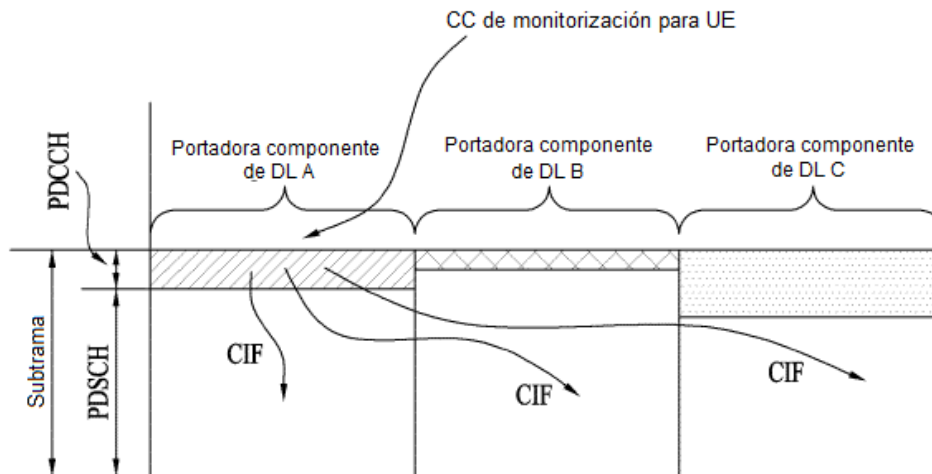 CC de monitorización para UE
Portadora componente
de DL A
Portadora componente
de DL B
Portadora componente
de DL C
PDCCH
Subtrama
PDSCH
CIF
CIF
CIF